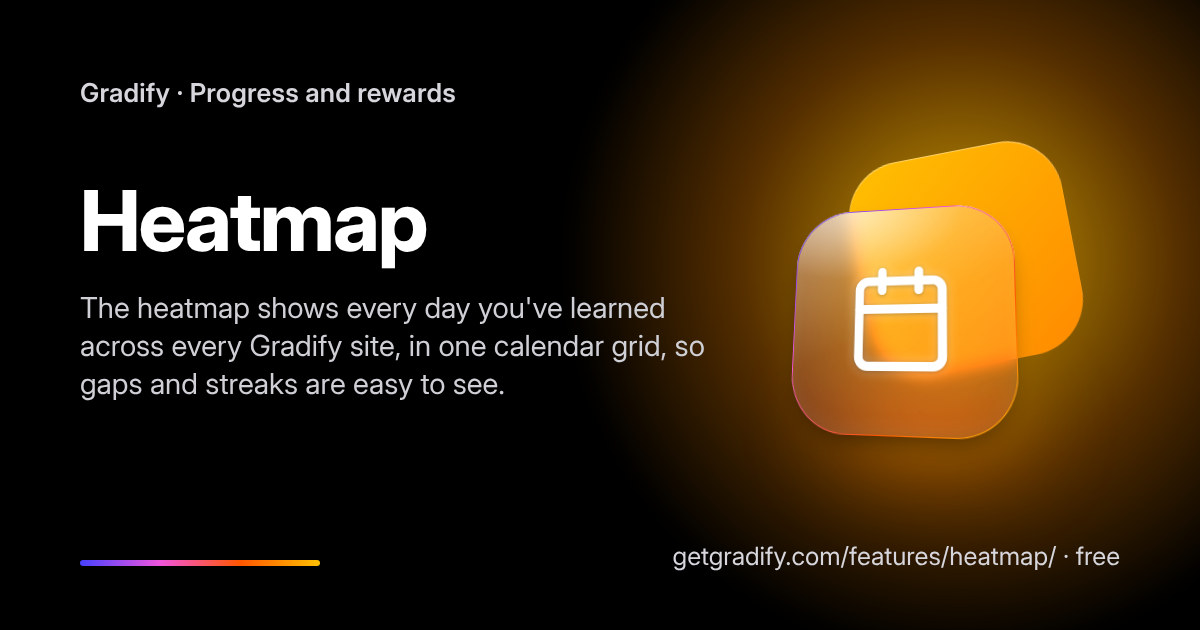 Gradify · Progress and rewards
Heatmap
The heatmap shows every day you've learned
across every Gradify site, in one calendar grid, so
gaps and streaks are easy to see.
getgradify.com/features/heatmap/ · free